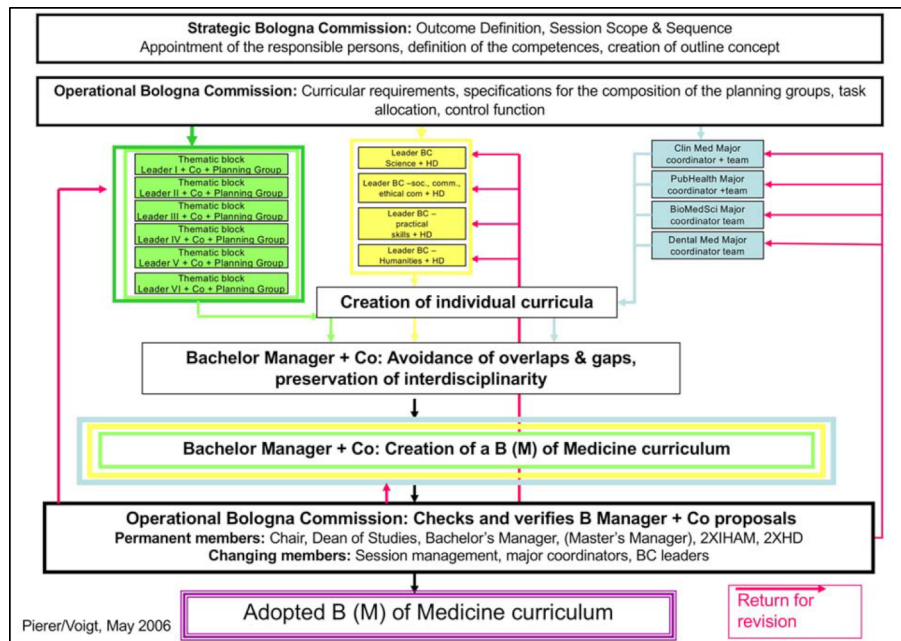 Strategic Bologna Commission: Outcome Definition, Session Scope & Sequence
Appointment of the responsible persons, definition of the competences, creation of outline concept
Operational Bologna Commission: Curricular requirements, specifications for the composition of the planning groups, task
allocation, control function
Thematic block
Leader I + Co + Planning Group
Thematic block
Leader II + Co + Planning Group
Thematic block
Leader III + Co + Planning Group
Thematic block
Leader IV + Co + Planning Group
Thematic block
Leader V + Co + Planning Group
Thematic block
Leader VI + Co + Planning Group
Leader BC
Science + HD
Leader BC –soc., comm.,
ethical com + HD
Leader BC –
practical
skills + HD
Leader BC –
Humanities + HD
Clin Med Major
coordinator + team
PubHealth Major
coordinator +team
BioMedSci Major
coordinator team
Dental Med Major
coordinator team
Creation of individual curricula
Bachelor Manager + Co: Avoidance of overlaps & gaps,
preservation of interdisciplinarity
Bachelor Manager + Co: Creation of a B (M) of Medicine curriculum
Operational Bologna Commission: Checks and verifies B Manager + Co proposals
Permanent members: Chair, Dean of Studies, Bachelor's Manager, (Master's Manager), 2XIHAM, 2XHD
Changing members: Session management, major coordinators, BC leaders
Adopted B (M) of Medicine curriculum
Return for
revision
Pierer/Voigt, May 2006